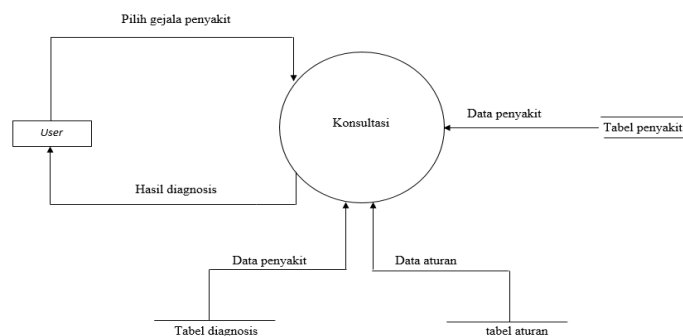 Pilih gejala penyakit
Konsultasi
Data penyakit
Tabel penyakit
User
Hasil diagnosis
Data penyakit
Data aturan
Tabel diagnosis
tabel aturan